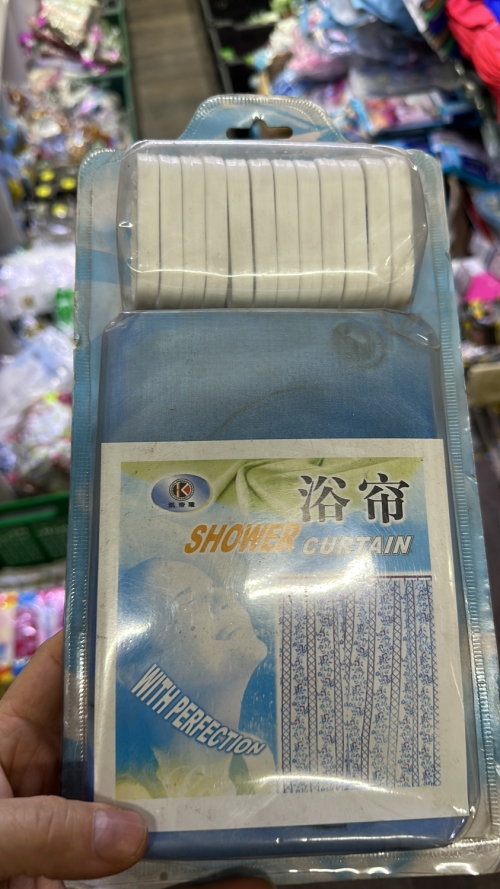 K
浴帘
SHOWER CURTAIN
WITH PERFECTION